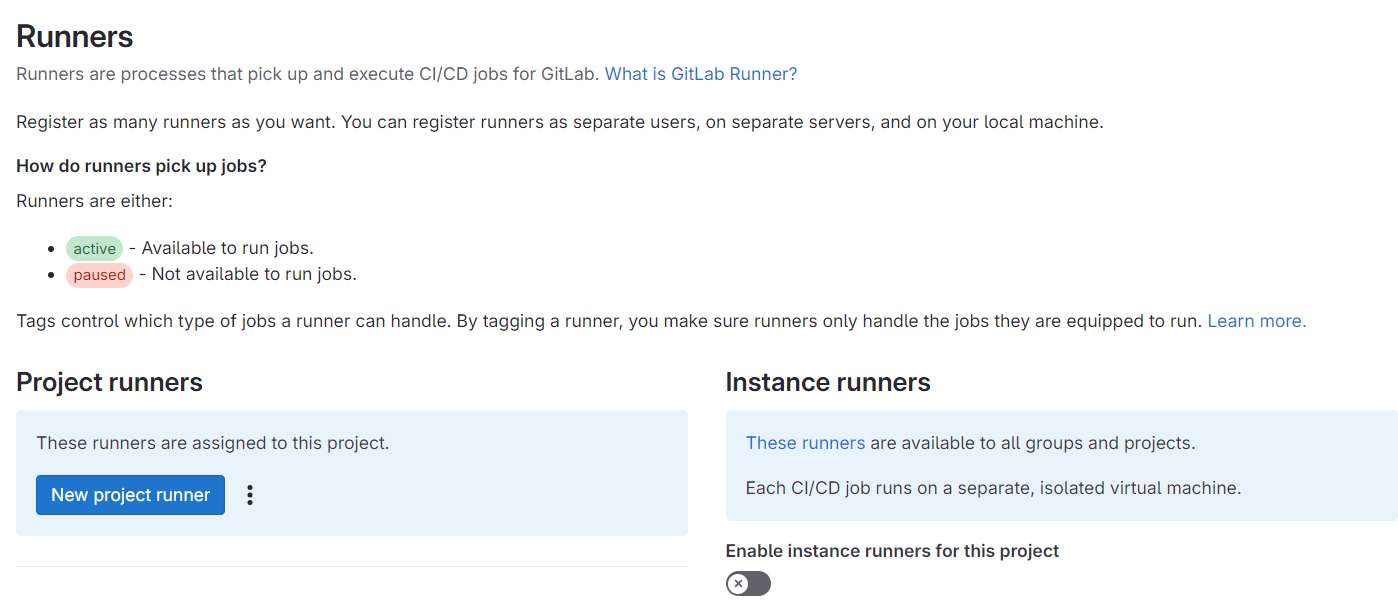 Runners
Runners are processes that pick up and execute CI/CD jobs for GitLab. What is GitLab Runner?
Register as many runners as you want. You can register runners as separate users, on separate servers, and on your local machine.
How do runners pick up jobs?
Runners are either:
active - Available to run jobs.
paused - Not available to run jobs.
Tags control which type of jobs a runner can handle. By tagging a runner, you make sure runners only handle the jobs they are equipped to run. Learn more.
Project runners
These runners are assigned to this project.
New project runner
Instance runners
These runners are available to all groups and projects.
Each CI/CD job runs on a separate, isolated virtual machine.
Enable instance runners for this project